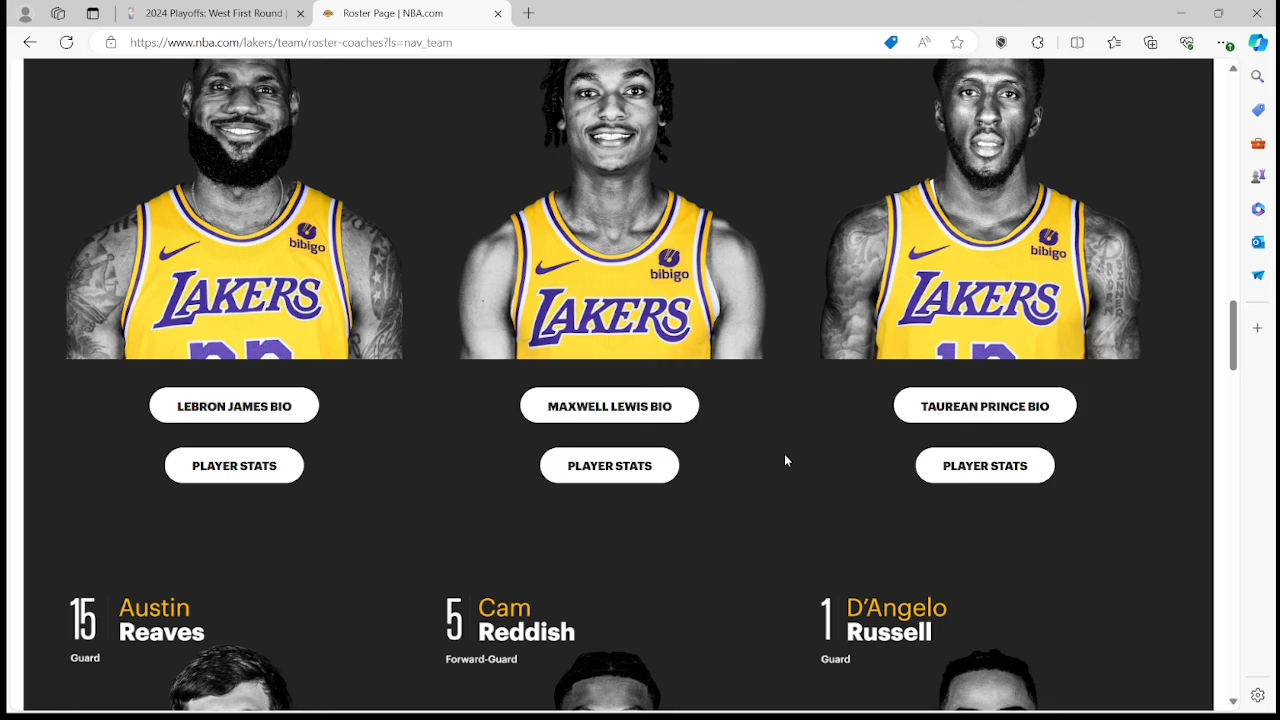 2024 Playoffs: West First Round |
Roster Page | NBA.com
https://www.nba.com/lakers/team/roster-coaches?ls=nav_team
bibigo
LAKERS
bibigo
LAKERS
bibigo
LAKERS
LEBRON JAMES BIO
MAXWELL LEWIS BIO
TAUREAN PRINCE BIO
PLAYER STATS
PLAYER STATS
PLAYER STATS
15 Austin
Reaves
Guard
5 Cam
Reddish
Forward-Guard
1 D'Angelo
Russell
Guard